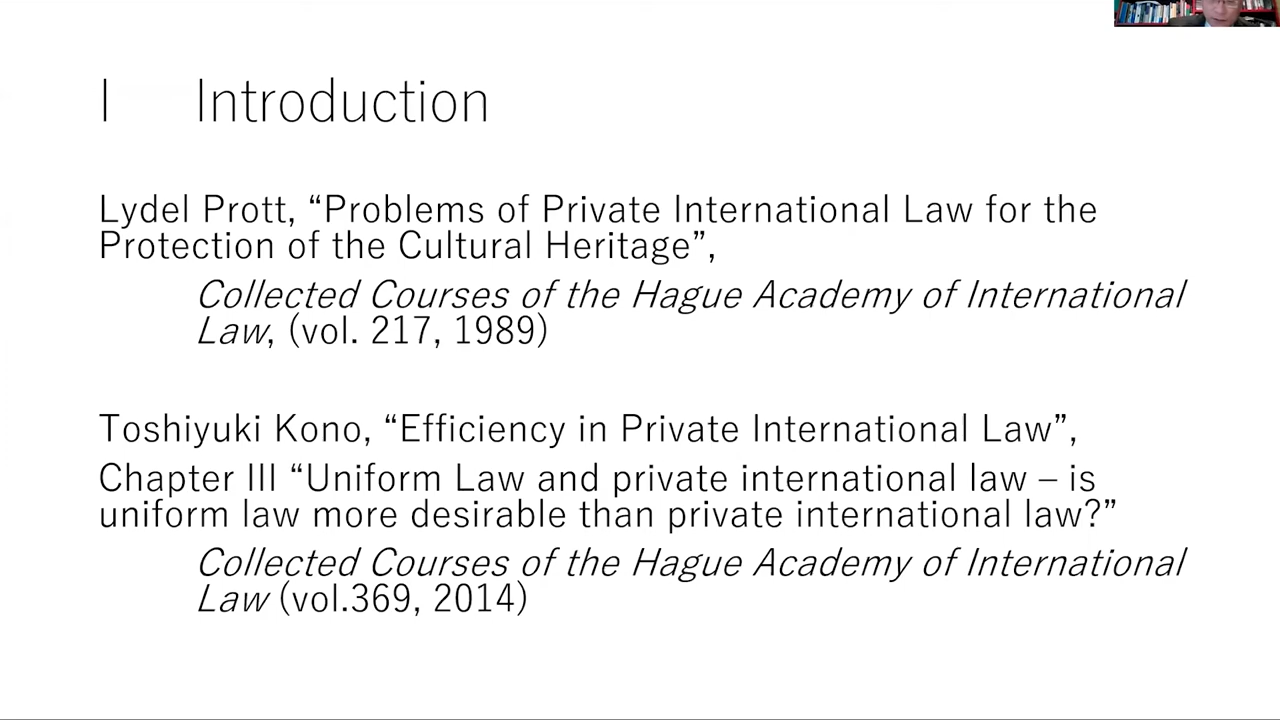 I Introduction
Lydel Prott, “Problems of Private International Law for the
Protection of the Cultural Heritage”,
Collected Courses of the Hague Academy of International
Law, (vol. 217, 1989)
Toshiyuki Kono, “Efficiency in Private International Law”,
Chapter III “Uniform Law and private international law – is
uniform law more desirable than private international law?”
Collected Courses of the Hague Academy of International
Law (vol.369, 2014)